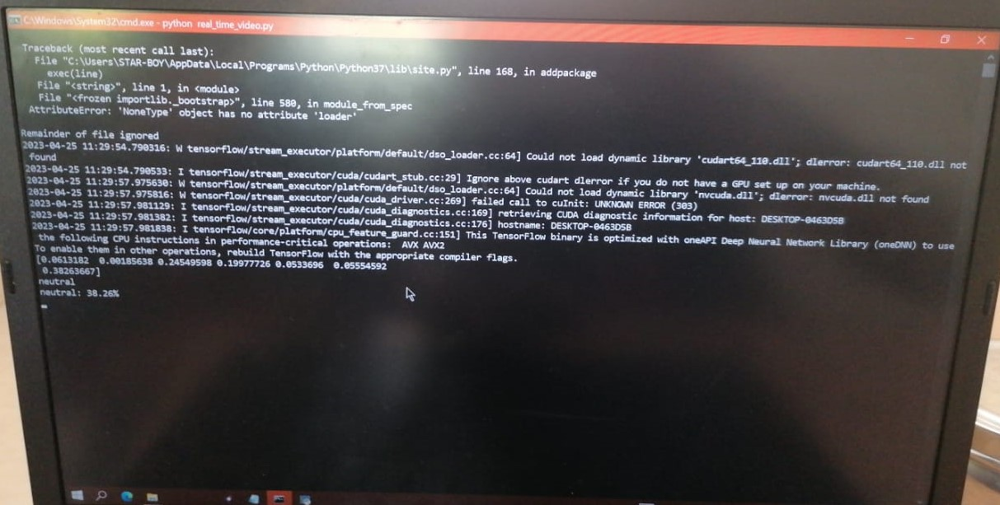 C:\Windows\System32\cmd.exe - python real_time_video.py
Traceback (most recent call last):
File "C:\Users\STAR-BOY\AppData\Local\Programs\Python\Python37\lib\site.py", line 168, in addpackage
exec(line)
File "<string>", line 1, in <module>
File "<frozen importlib._bootstrap>", line 580, in module_from_spec
AttributeError: 'NoneType' object has no attribute 'loader'
Remainder of file ignored
2023-04-25 11:29:54.790316: W tensorflow/stream_executor/platform/default/dso_loader.cc:64] Could not load dynamic library 'cudart64_110.dll'; dlerror: cudart64_110.dll not
found
2023-04-25 11:29:54.790533: I tensorflow/stream_executor/cuda/cudart_stub.cc:29] Ignore above cudart dlerror if you do not have a GPU set up on your machine.
2023-04-25 11:29:57.975630: W tensorflow/stream_executor/platform/default/dso_loader.cc:64] Could not load dynamic library 'nvcuda.dll'; dlerror: nvcuda.dll not found
2023-04-25 11:29:57.975816: W tensorflow/stream_executor/cuda/cuda_driver.cc:269] failed call to cuInit: UNKNOWN ERROR (303)
2023-04-25 11:29:57.981129: I tensorflow/stream_executor/cuda/cuda_diagnostics.cc:169] retrieving CUDA diagnostic information for host: DESKTOP-0463D5B
2023-04-25 11:29:57.981382: I tensorflow/stream_executor/cuda/cuda_diagnostics.cc:176] hostname: DESKTOP-0463D5B
2023-04-25 11:29:57.981838: I tensorflow/core/platform/cpu_feature_guard.cc:151] This TensorFlow binary is optimized with oneAPI Deep Neural Network Library (oneDNN) to use
the following CPU instructions in performance-critical operations: AVX AVX2
To enable them in other operations, rebuild TensorFlow with the appropriate compiler flags.
[0.0613182 0.00185638 0.24549598 0.19977726 0.0533696 0.05554592
0.38263667]
neutral
neutral: 38.26%